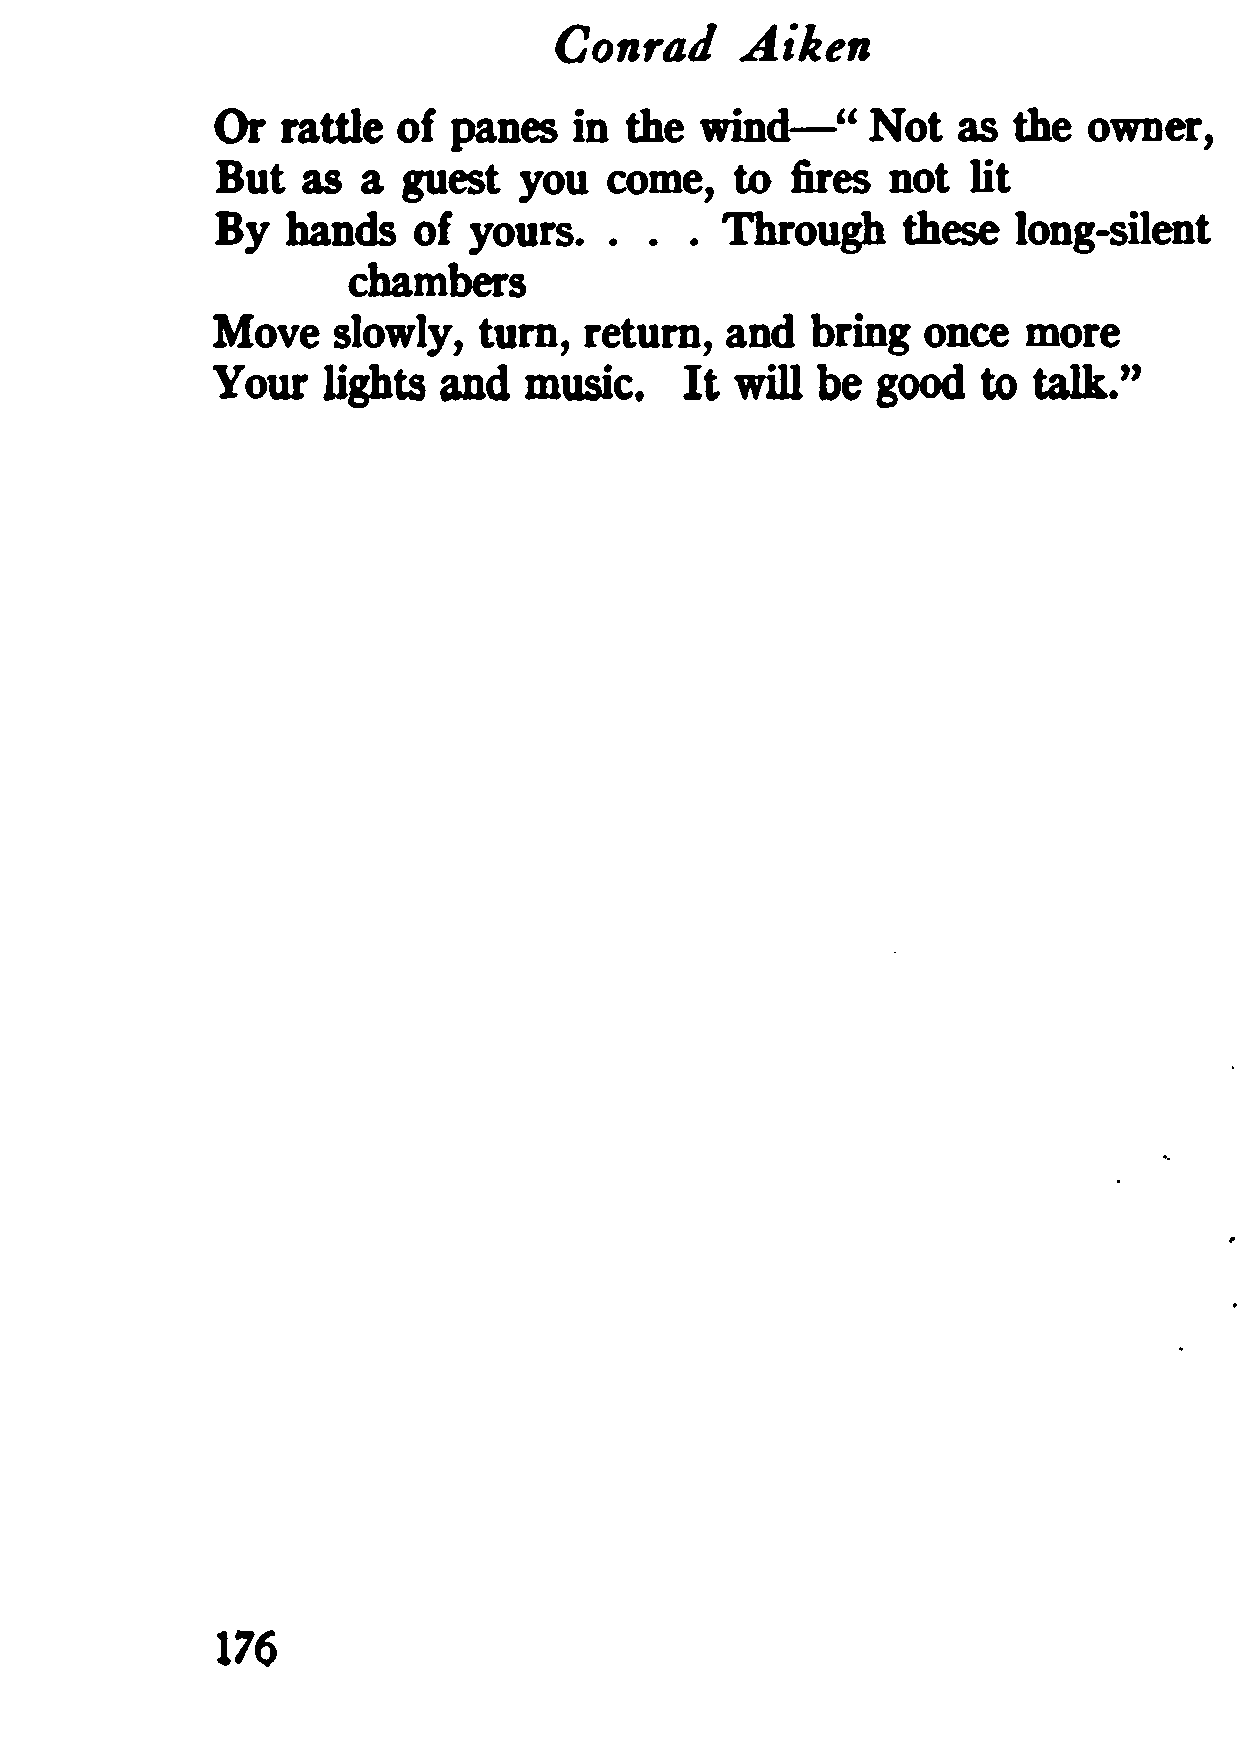 Conrad Aiken
Or rattle of panes in the wind—“ Not as the owner,
But as a guest you come, to fires not lit
By hands of yours. . . . Through these long-silent
chambers
Move slowly, turn, return, and bring once more
Your lights and music. It will be good to talk.”
176